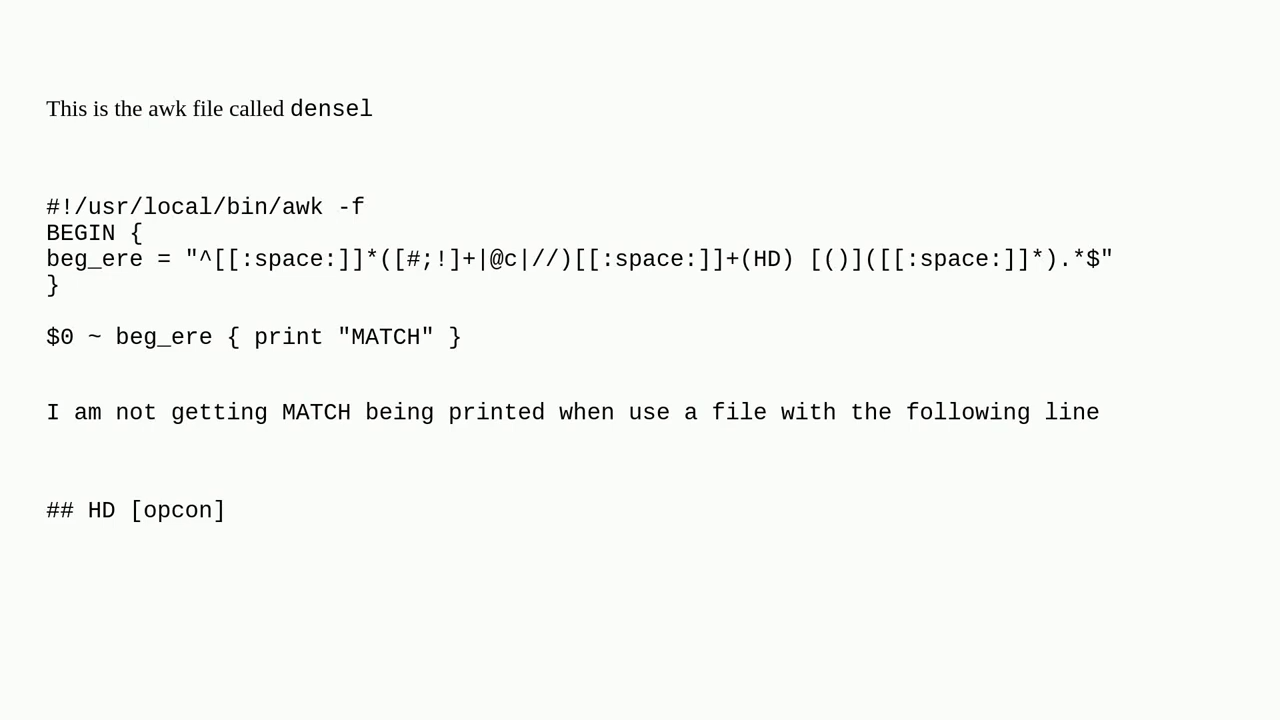 This is the awk file called densel
#!/usr/local/bin/awk -f
BEGIN {
beg_ere = "^[[:space:]]*([#;!]+|@c|//)[[:space:]]+(HD) [()]([[:space:]]*).*$"
}
$0 ~ beg_ere { print "MATCH" }
I am not getting MATCH being printed when use a file with the following line
## HD [opcon]